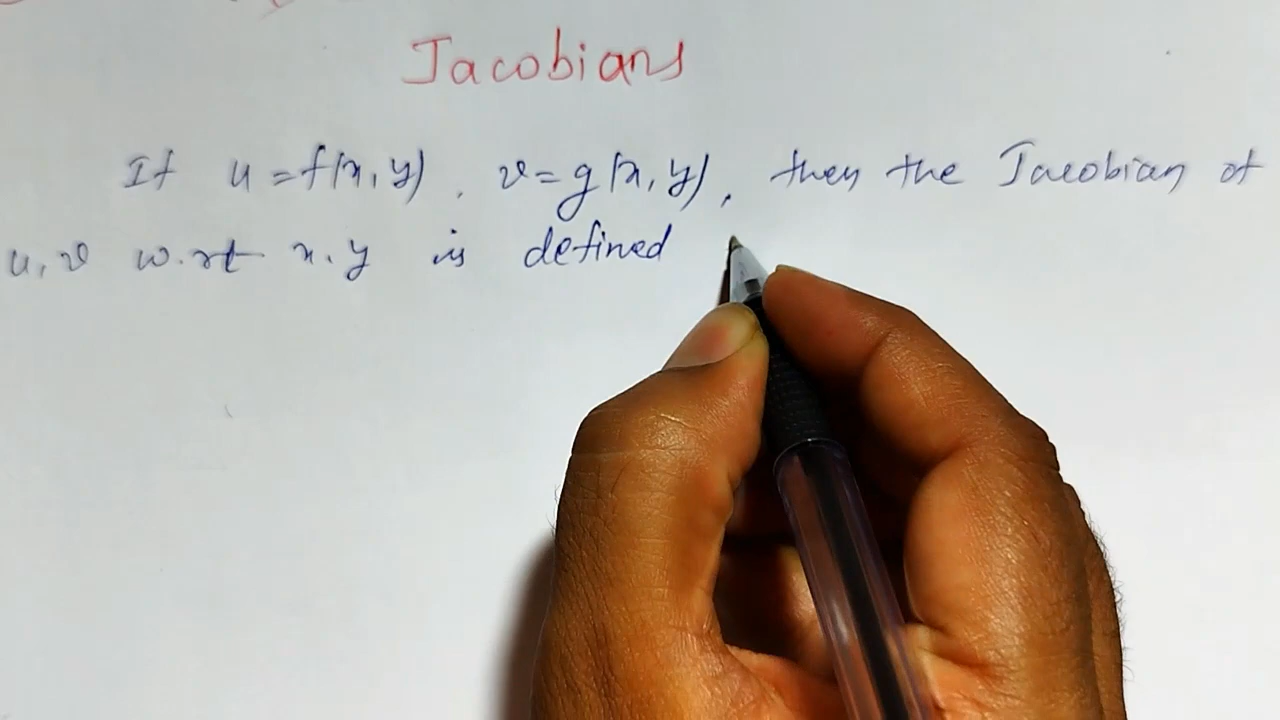 Jacobians
If u = f(x, y), v = g(x, y), then the Jacobian of
u, v w.r.t x, y is defined